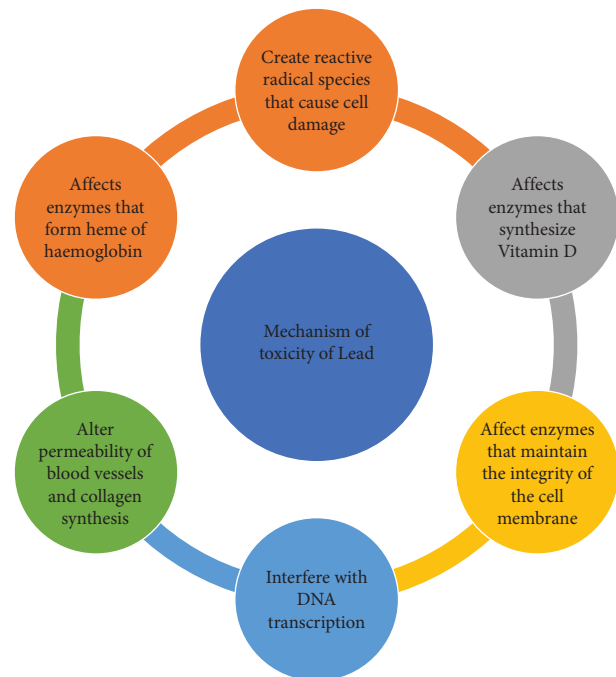 Create reactive
radical species
that cause cell
damage
Affects
enzymes that
synthesize
Vitamin D
Affect enzymes
that maintain
the integrity of
the cell
membrane
Interfere with
DNA
transcription
Alter
permeability of
blood vessels
and collagen
synthesis
Affects
enzymes that
form heme of
haemoglobin
Mechanism of
toxicity of Lead